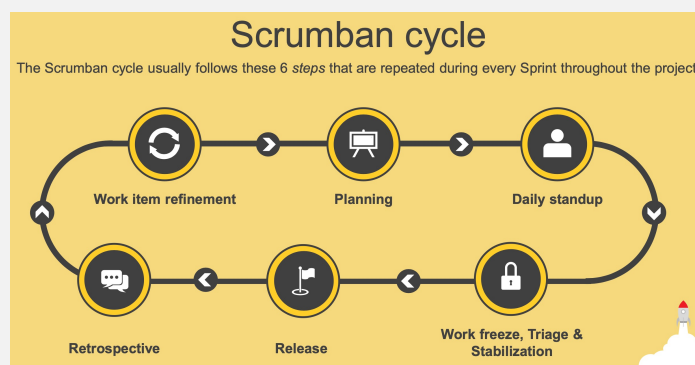 Scrumban cycle
The Scrumban cycle usually follows these 6 steps that are repeated during every Sprint throughout the project
Work item refinement
Planning
Daily standup
Retrospective
Release
Work freeze, Triage &
Stabilization